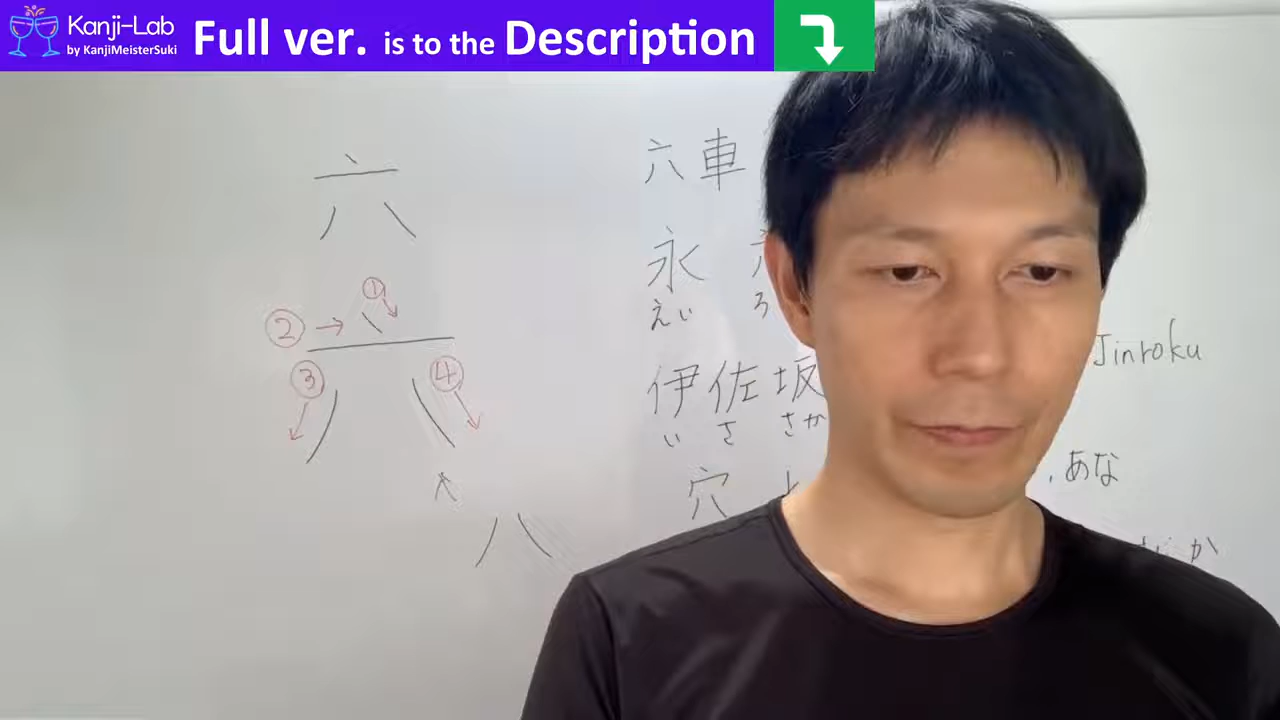 Kanji-Lab
by KanjiMeisterSuki
Full ver. is to the Description
六
①
②
③
④
八
六車
永
えい ろ
伊佐坂
い さ さか
Jinroku
穴
あな
か